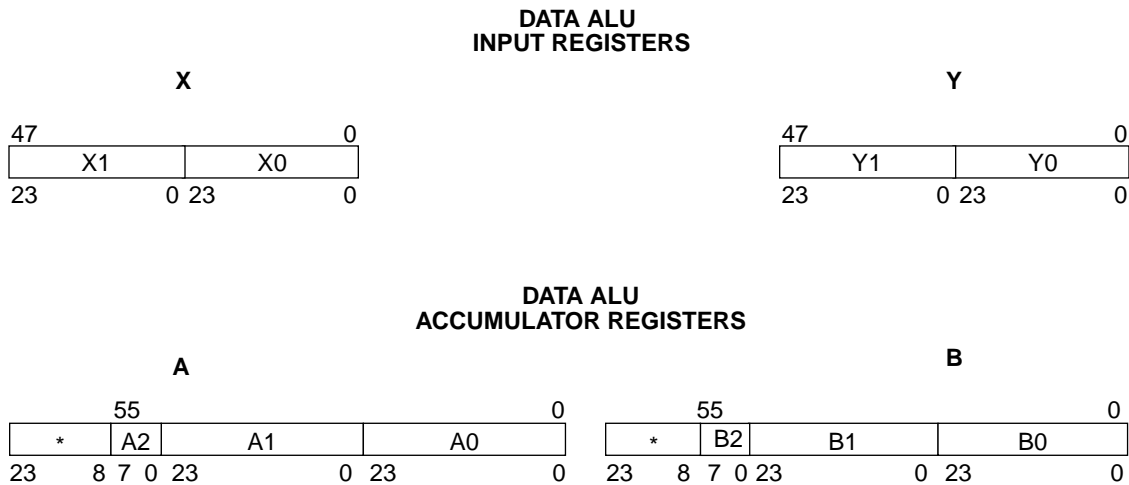 DATA ALU
INPUT REGISTERS
X Y
47 0 47 0
X1 X0 Y1 Y0
23 0 23 0 23 0 23 0
DATA ALU
ACCUMULATOR REGISTERS
A B
55 0 55 0
* A2 A1 A0 * B2 B1 B0
23 8 7 0 23 0 23 0 23 8 7 0 23 0 23 0